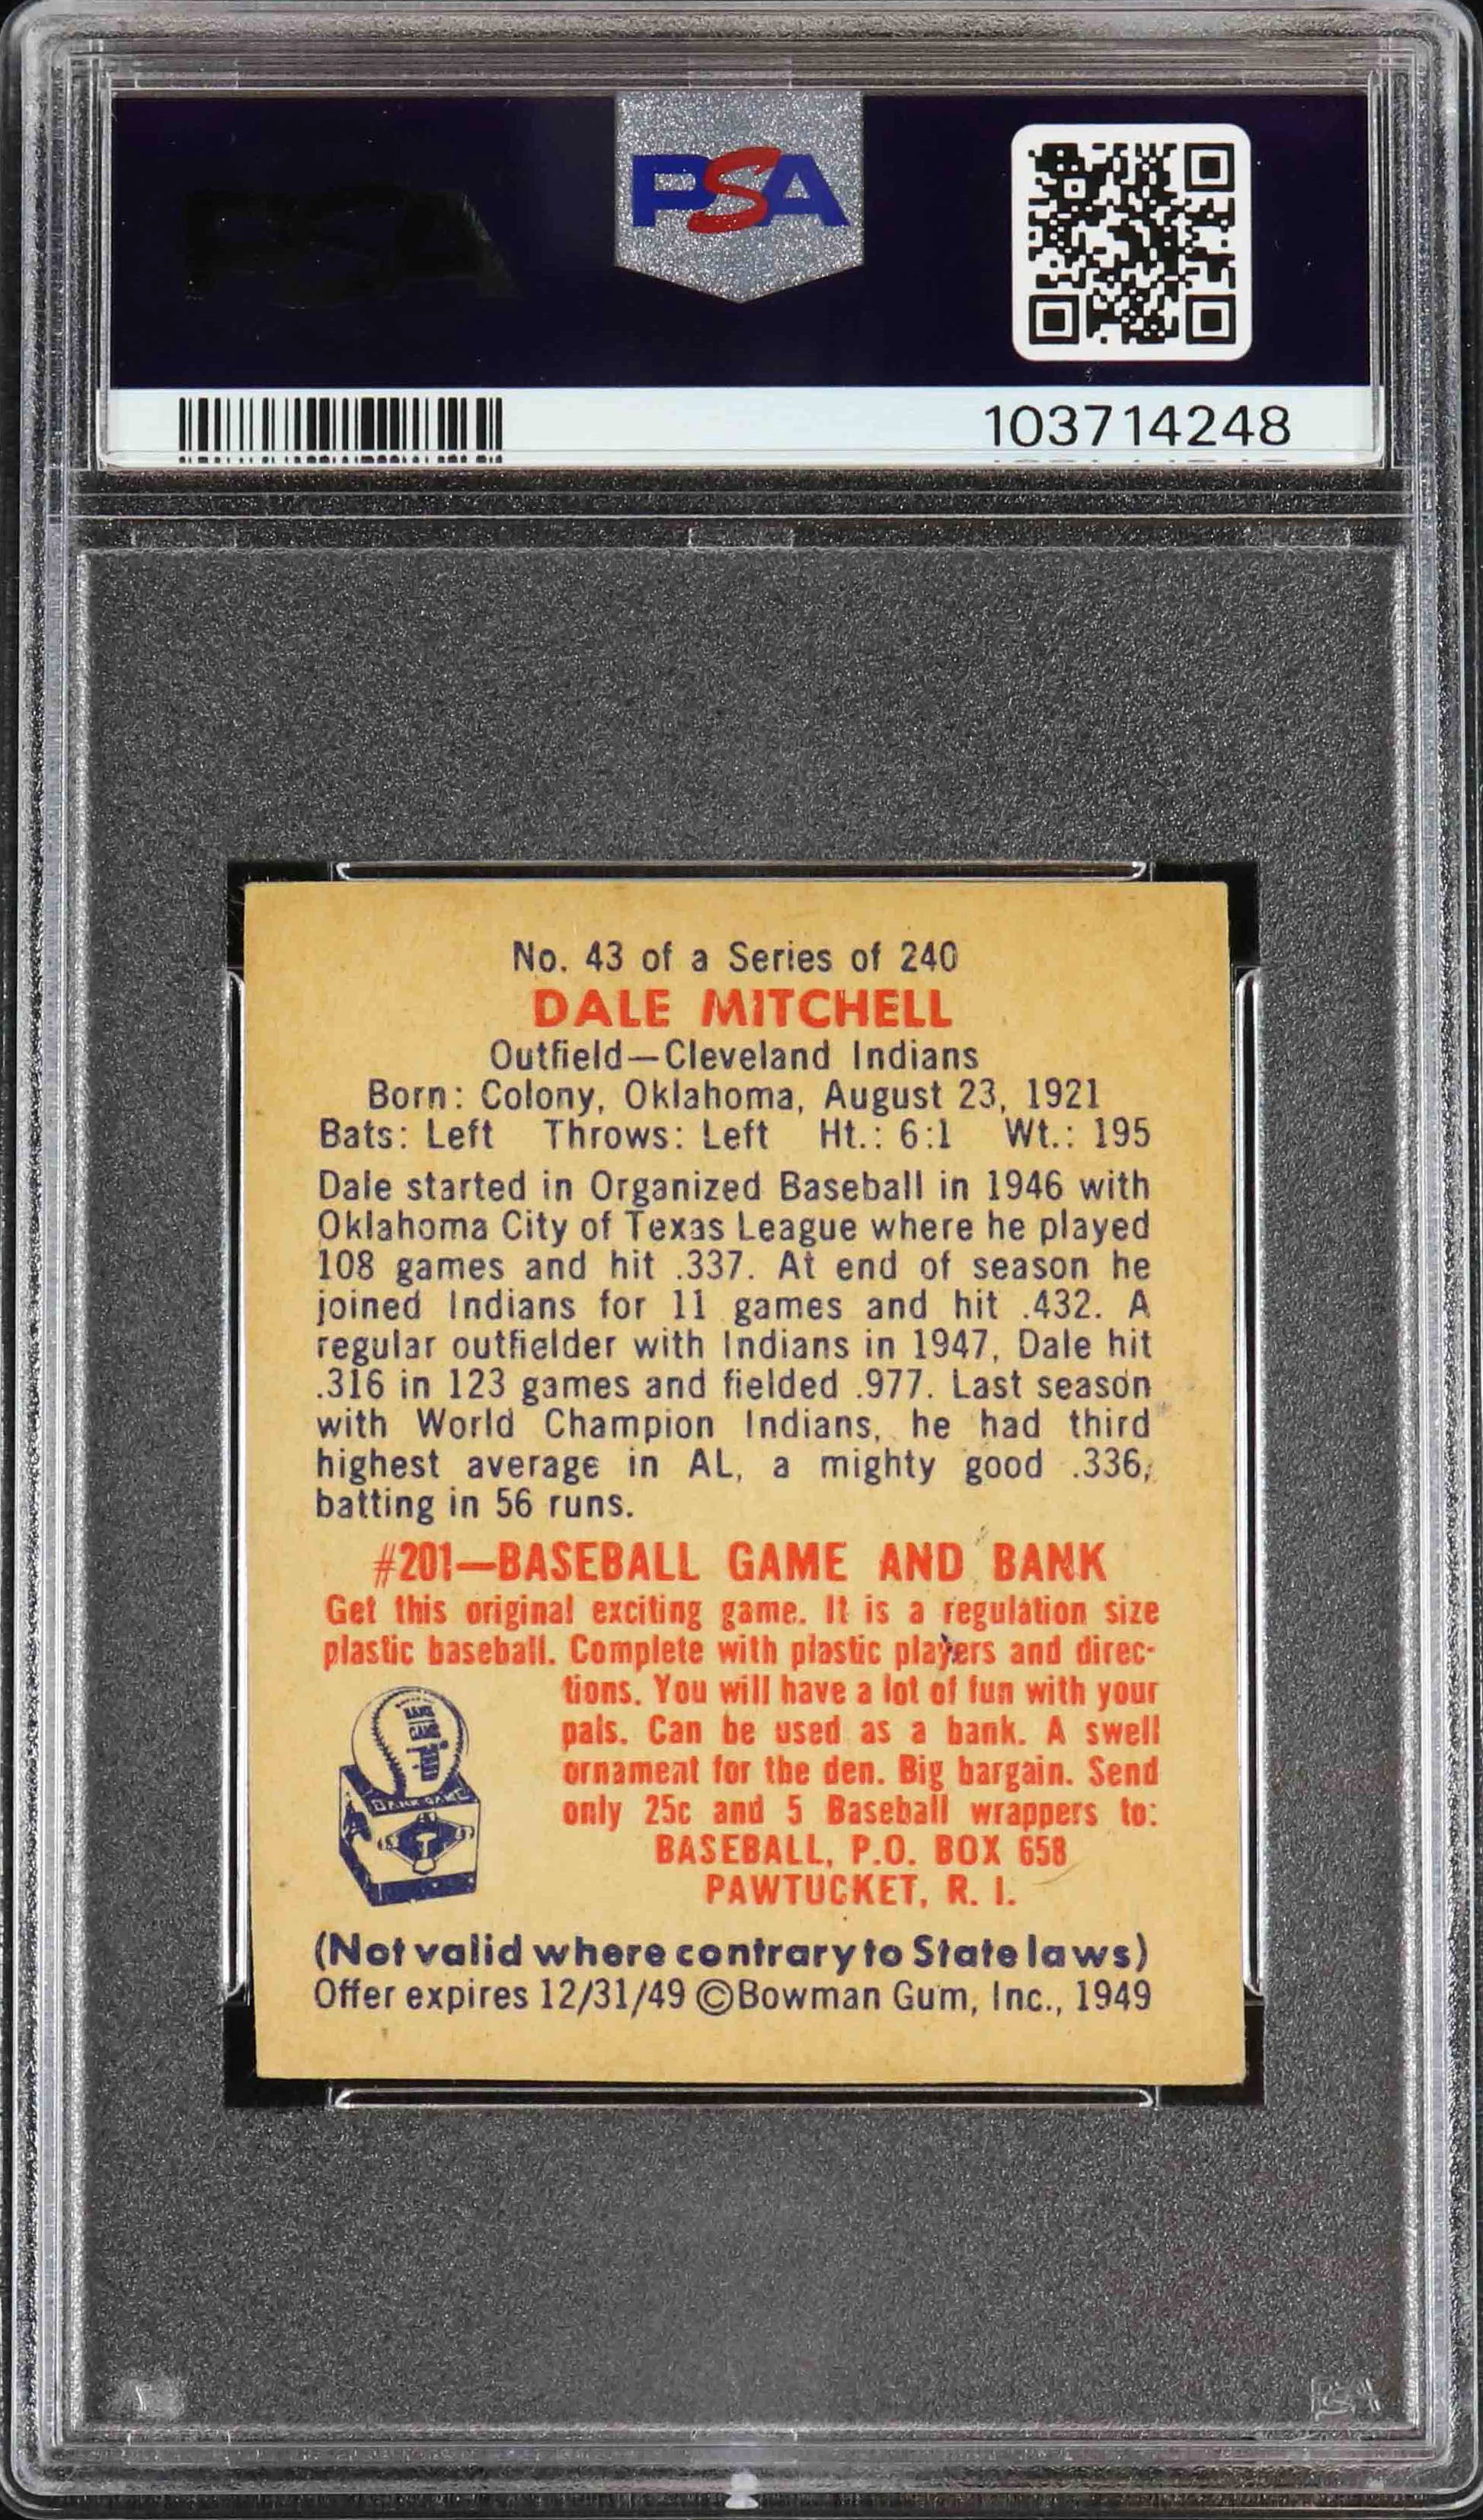 PSA
103714248
No. 43 of a Series of 240
DALE MITCHELL
Outfield—Cleveland Indians
Born: Colony, Oklahoma, August 23, 1921
Bats: Left Throws: Left Ht.: 6:1 Wt.: 195
Dale started in Organized Baseball in 1946 with
Oklahoma City of Texas League where he played
108 games and hit .337. At end of season he
joined Indians for 11 games and hit .432. A
regular outfielder with Indians in 1947, Dale hit
.316 in 123 games and fielded .977. Last season
with World Champion Indians, he had third
highest average in AL, a mighty good .336,
batting in 56 runs.
#201—BASEBALL GAME AND BANK
Get this original exciting game. It is a regulation size
plastic baseball. Complete with plastic players and direc-
tions. You will have a lot of fun with your
pals. Can be used as a bank. A swell
ornament for the den. Big bargain. Send
only 25c and 5 Baseball wrappers to:
BASEBALL, P.O. BOX 658
PAWTUCKET, R. I.
BANK GAME
(Not valid where contrary to State laws)
Offer expires 12/31/49 ©Bowman Gum, Inc., 1949
PSA